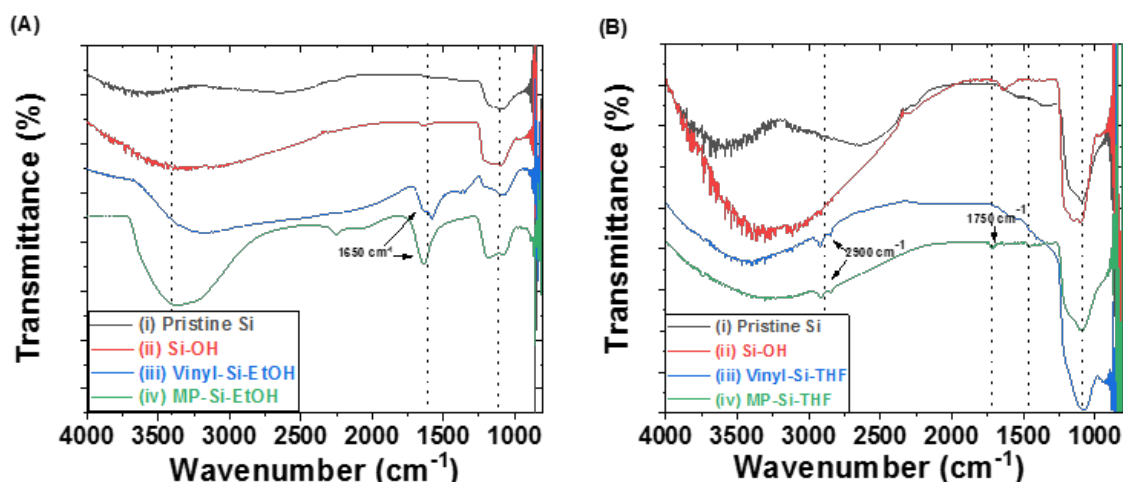 (A)
Transmittance (%)
1650 cm⁻¹
(i) Pristine Si
(ii) Si-OH
(iii) Vinyl-Si-EtOH
(iv) MP-Si-EtOH
4000 3500 3000 2500 2000 1500 1000
Wavenumber (cm⁻¹)
(B)
Transmittance (%)
1750 cm⁻¹
2900 cm⁻¹
(i) Pristine Si
(ii) Si-OH
(iii) Vinyl-Si-THF
(iv) MP-Si-THF
4000 3500 3000 2500 2000 1500 1000
Wavenumber (cm⁻¹)